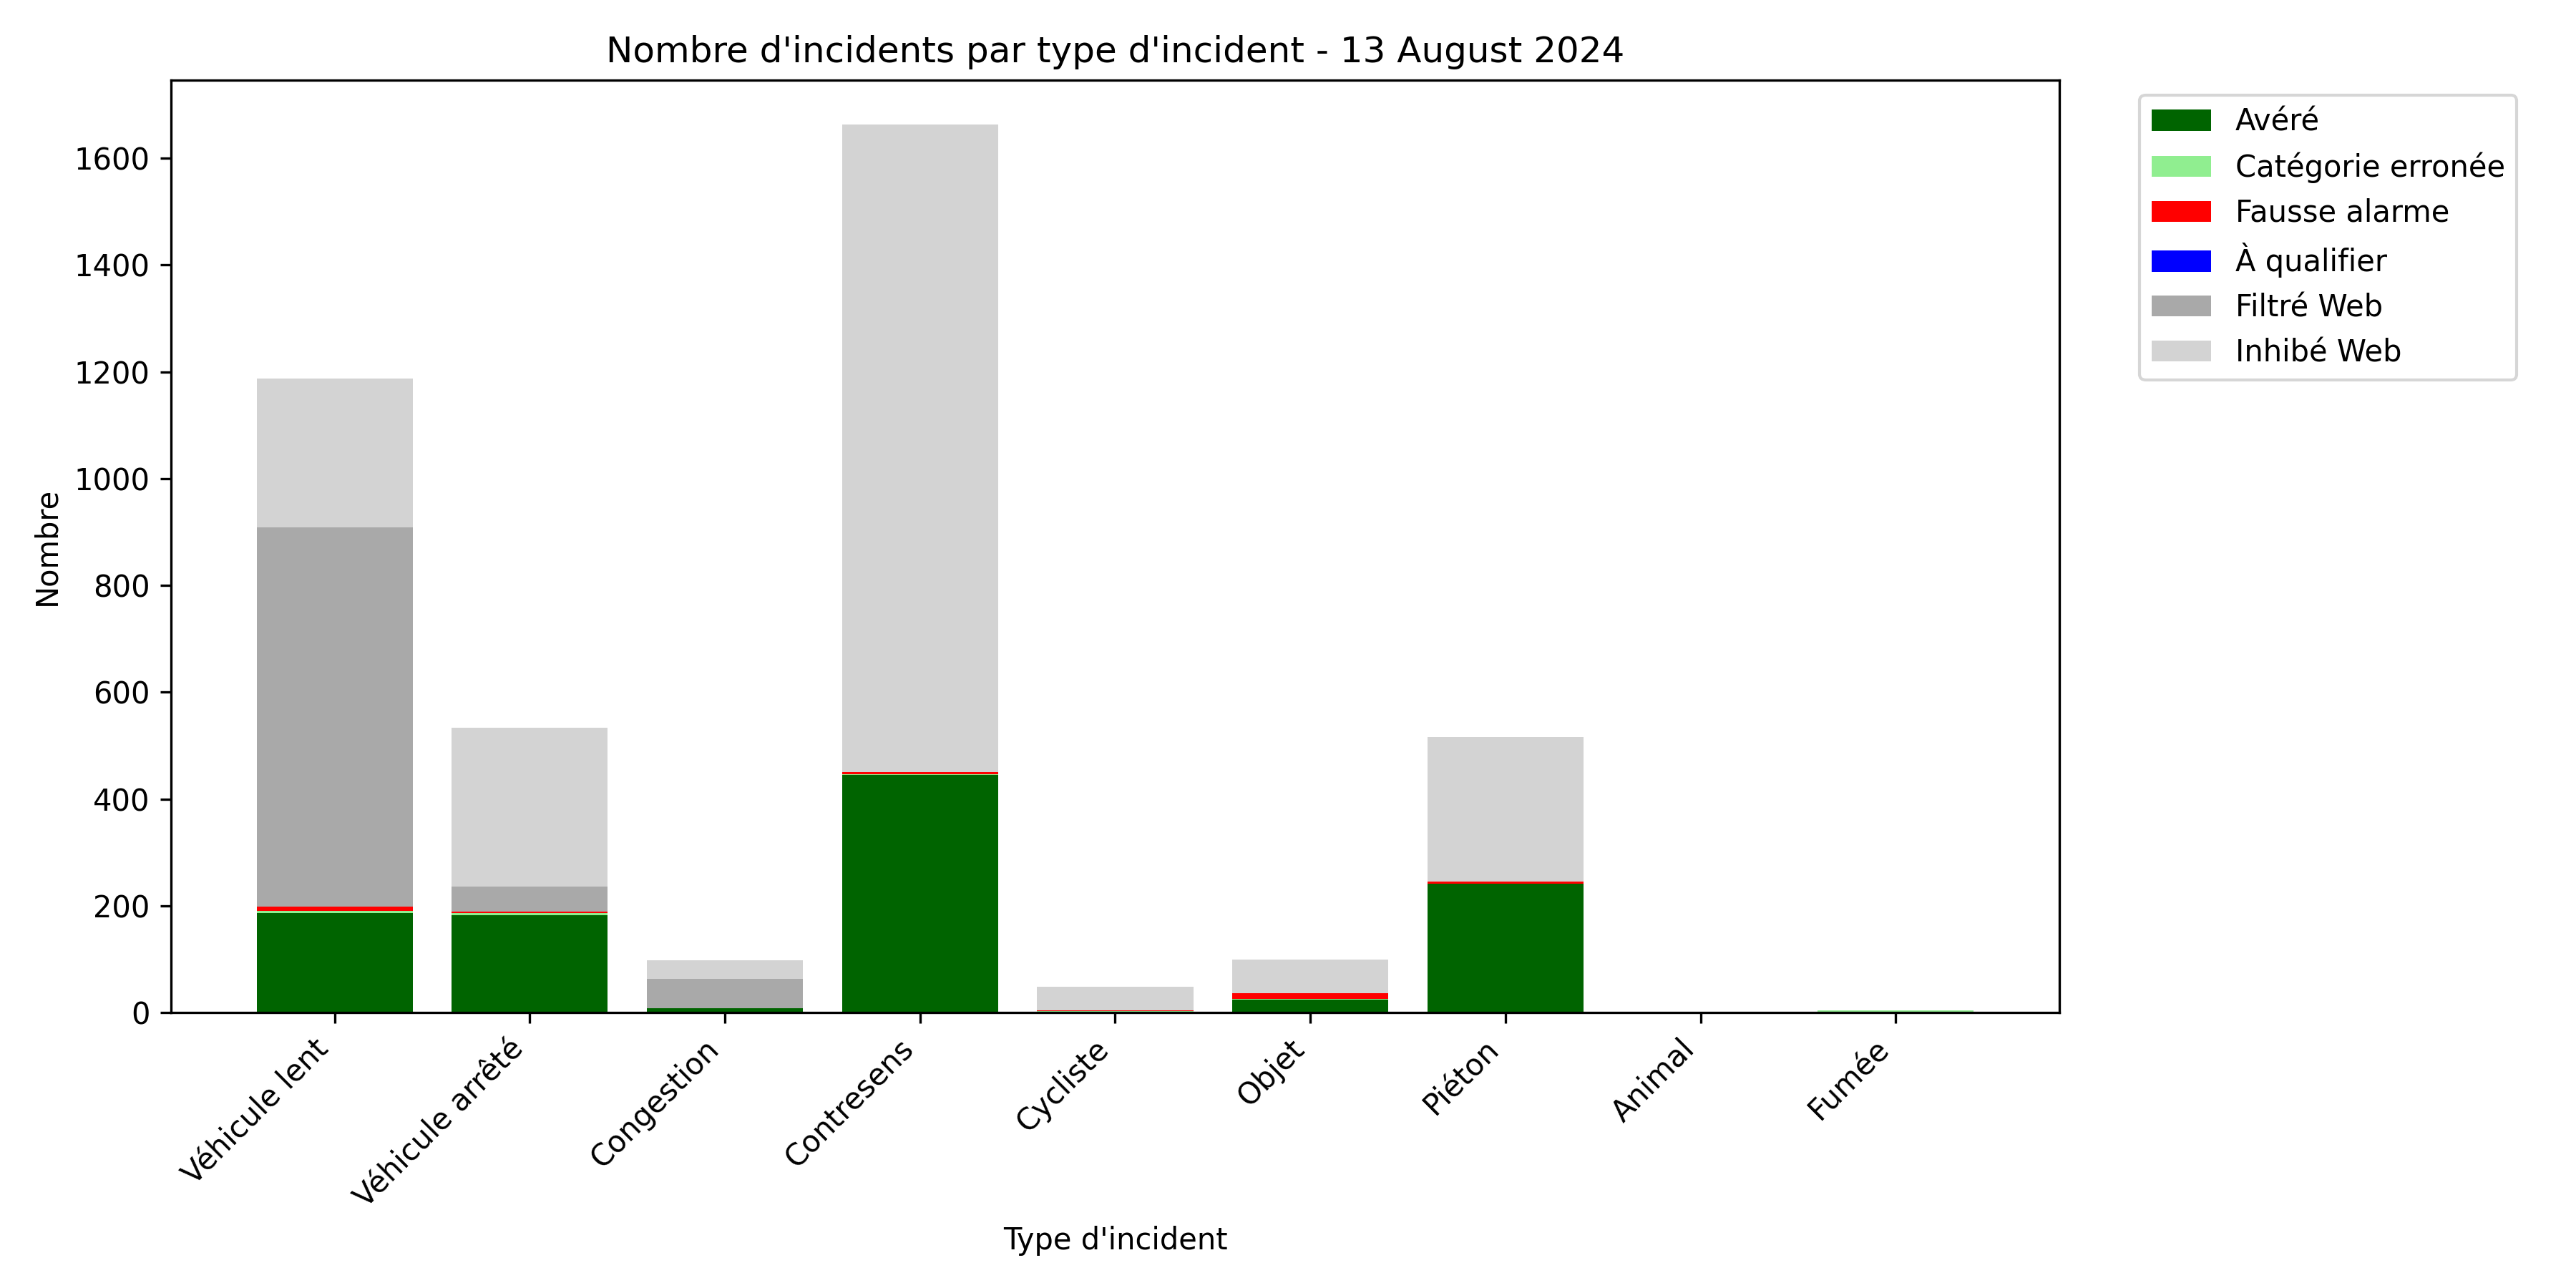 Nombre d'incidents par type d'incident - 13 August 2024
Nombre
1600
1400
1200
1000
800
600
400
200
0
Véhicule lent
Véhicule arrêté
Congestion
Contresens
Cycliste
Objet
Piéton
Animal
Fumée
Type d'incident
Avéré
Catégorie erronée
Fausse alarme
À qualifier
Filtré Web
Inhibé Web